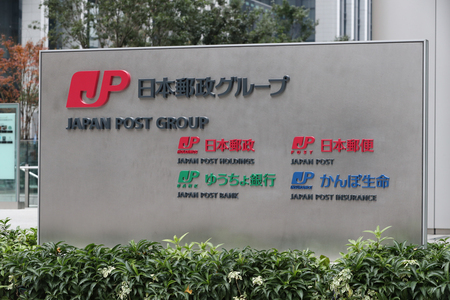 JP 日本郵政グループ
JAPAN POST GROUP
JP 日本郵政 JP 日本郵便
JAPAN POST HOLDINGS JAPAN POST
JP ゆうちょ銀行 JP かんぽ生命
JAPAN POST BANK JAPAN POST INSURANCE